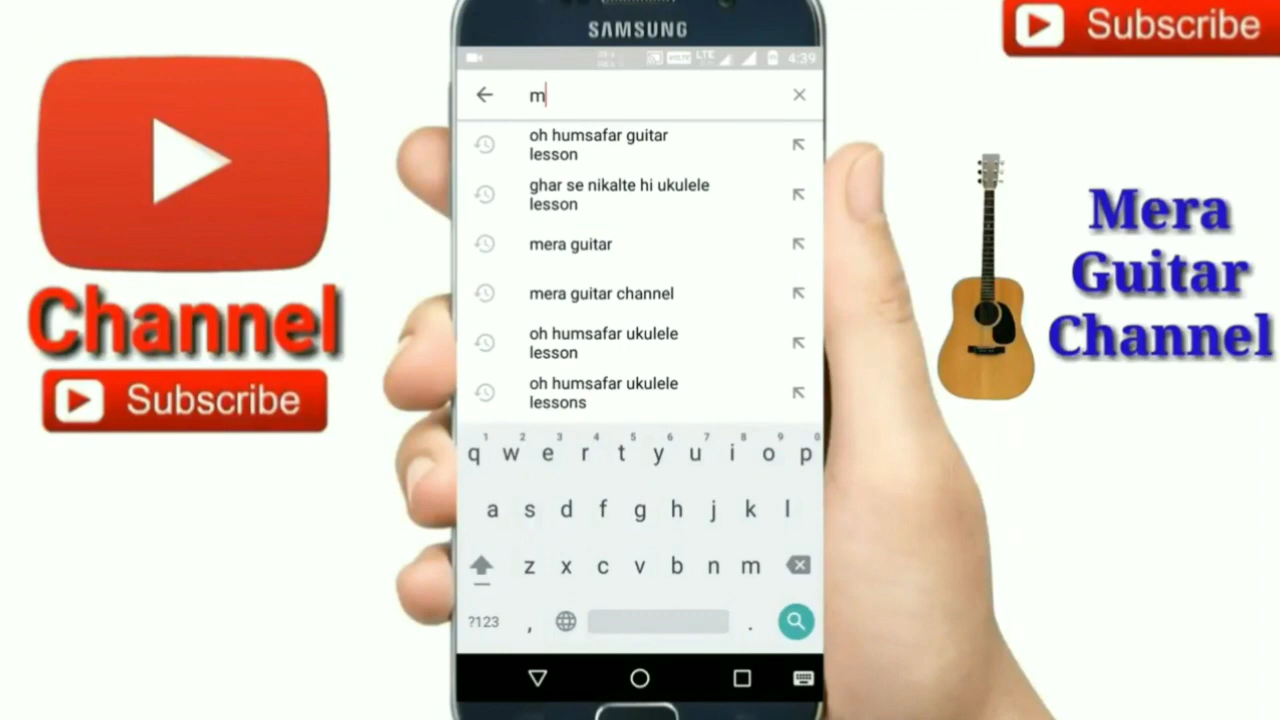 SAMSUNG
Subscribe
LTE
4:39
m
oh humsafar guitar
lesson
ghar se nikalte hi ukulele
lesson
mera guitar
mera guitar channel
oh humsafar ukulele
lesson
oh humsafar ukulele
lessons
Channel
Subscribe
Mera
Guitar
Channel
1 2 3 4 5 6 7 8 9 0
q w e r t y u i o p
a s d f g h j k l
z x c v b n m
?123 , .